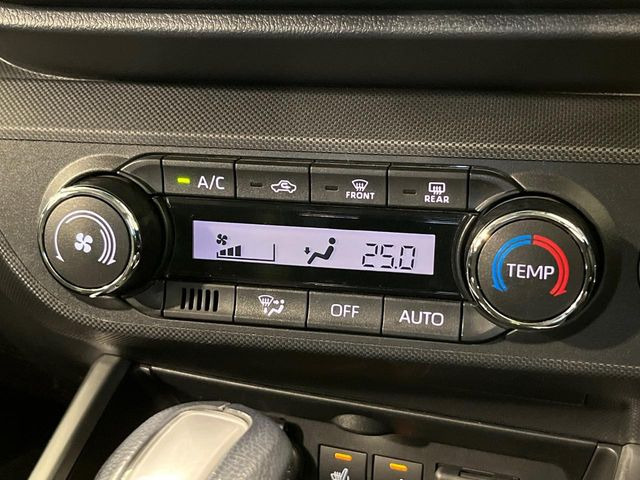 A/C
FRONT
REAR
25.0
TEMP
OFF
AUTO